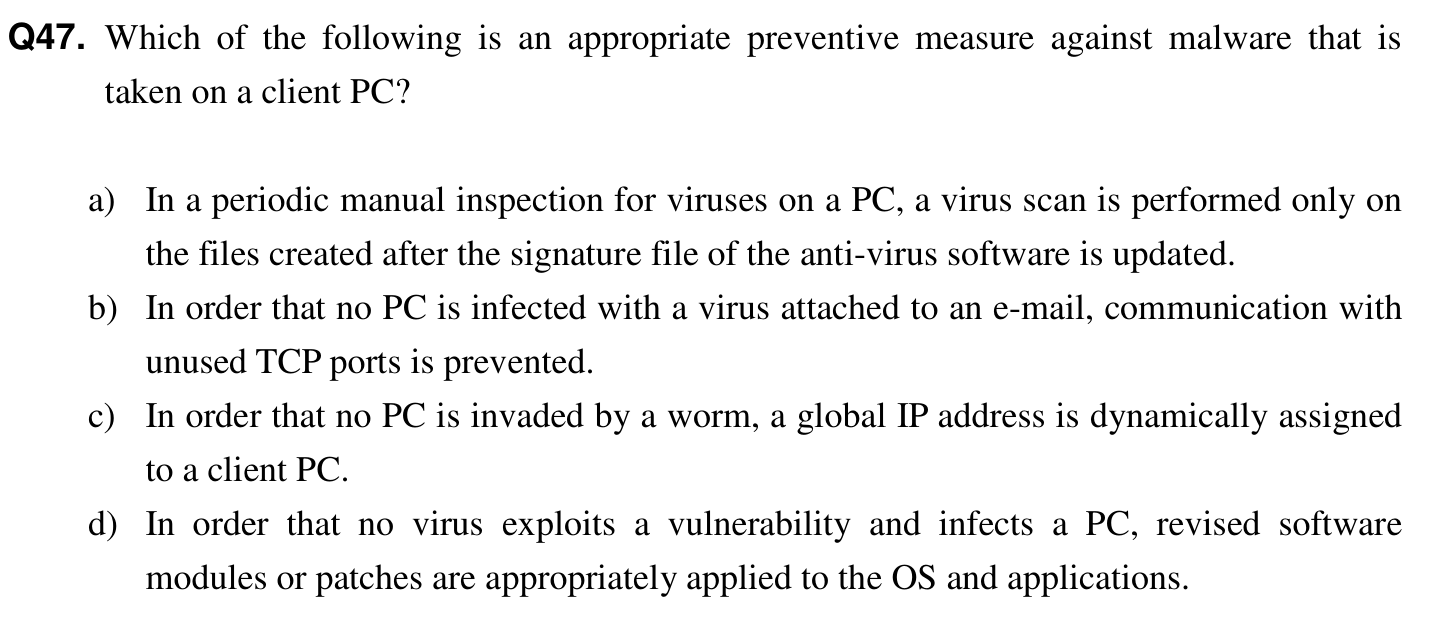 Q47. Which of the following is an appropriate preventive measure against malware that is
taken on a client PC?
a) In a periodic manual inspection for viruses on a PC, a virus scan is performed only on
the files created after the signature file of the anti-virus software is updated.
b) In order that no PC is infected with a virus attached to an e-mail, communication with
unused TCP ports is prevented.
c) In order that no PC is invaded by a worm, a global IP address is dynamically assigned
to a client PC.
d) In order that no virus exploits a vulnerability and infects a PC, revised software
modules or patches are appropriately applied to the OS and applications.